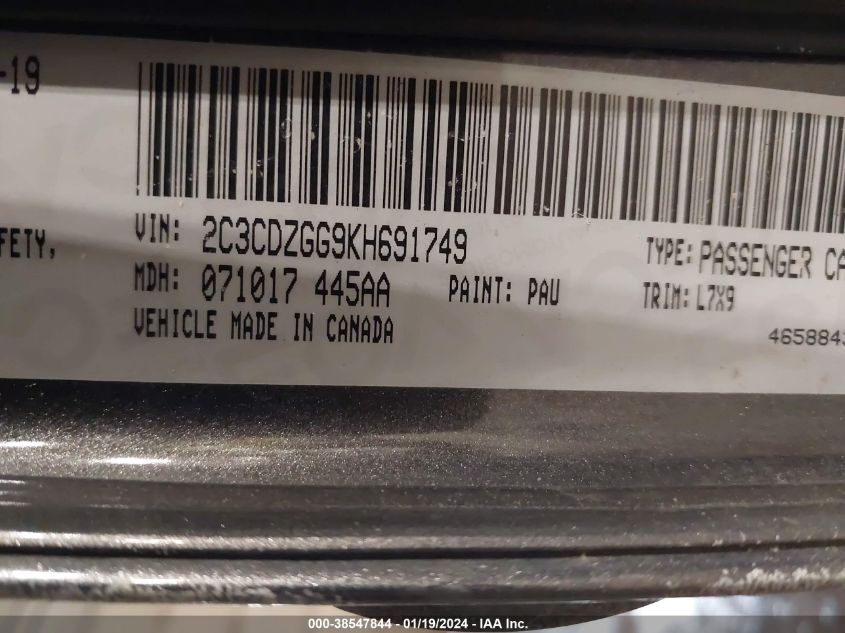 -19
VIN: 2C3CDZGG9KH691749
FETY,
TYPE: PASSENGER CA
MDH: 071017 445AA
PAINT: PAU
TRIM: L7X9
VEHICLE MADE IN CANADA
465884
000-38547844 - 01/19/2024 - IAA Inc.